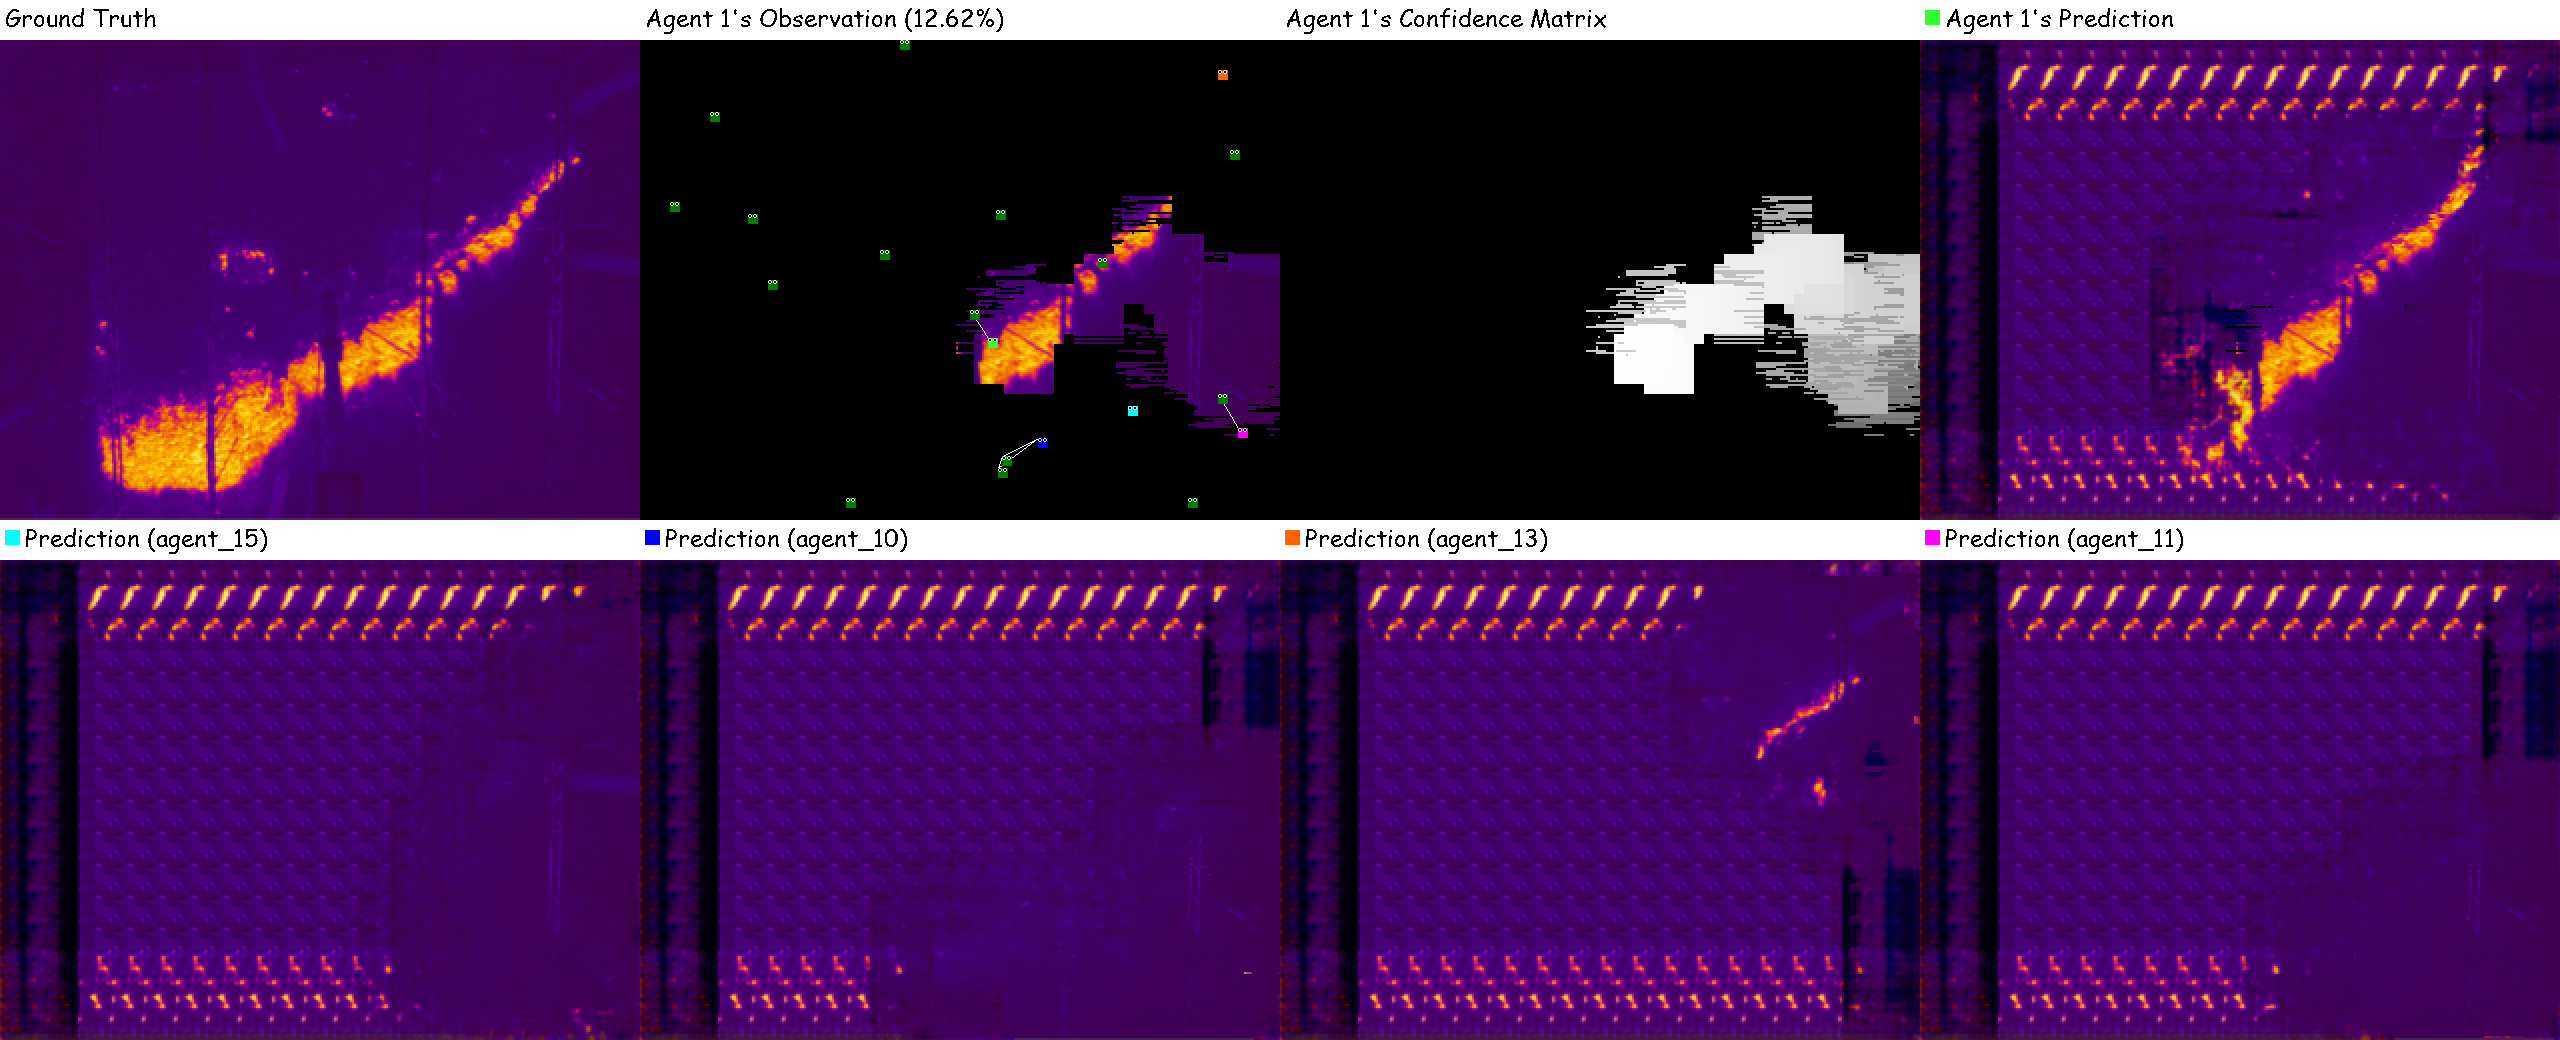 Ground Truth
Agent 1's Observation (12.62%)
Agent 1's Confidence Matrix
Agent 1's Prediction
Prediction (agent_15)
Prediction (agent_10)
Prediction (agent_13)
Prediction (agent_11)